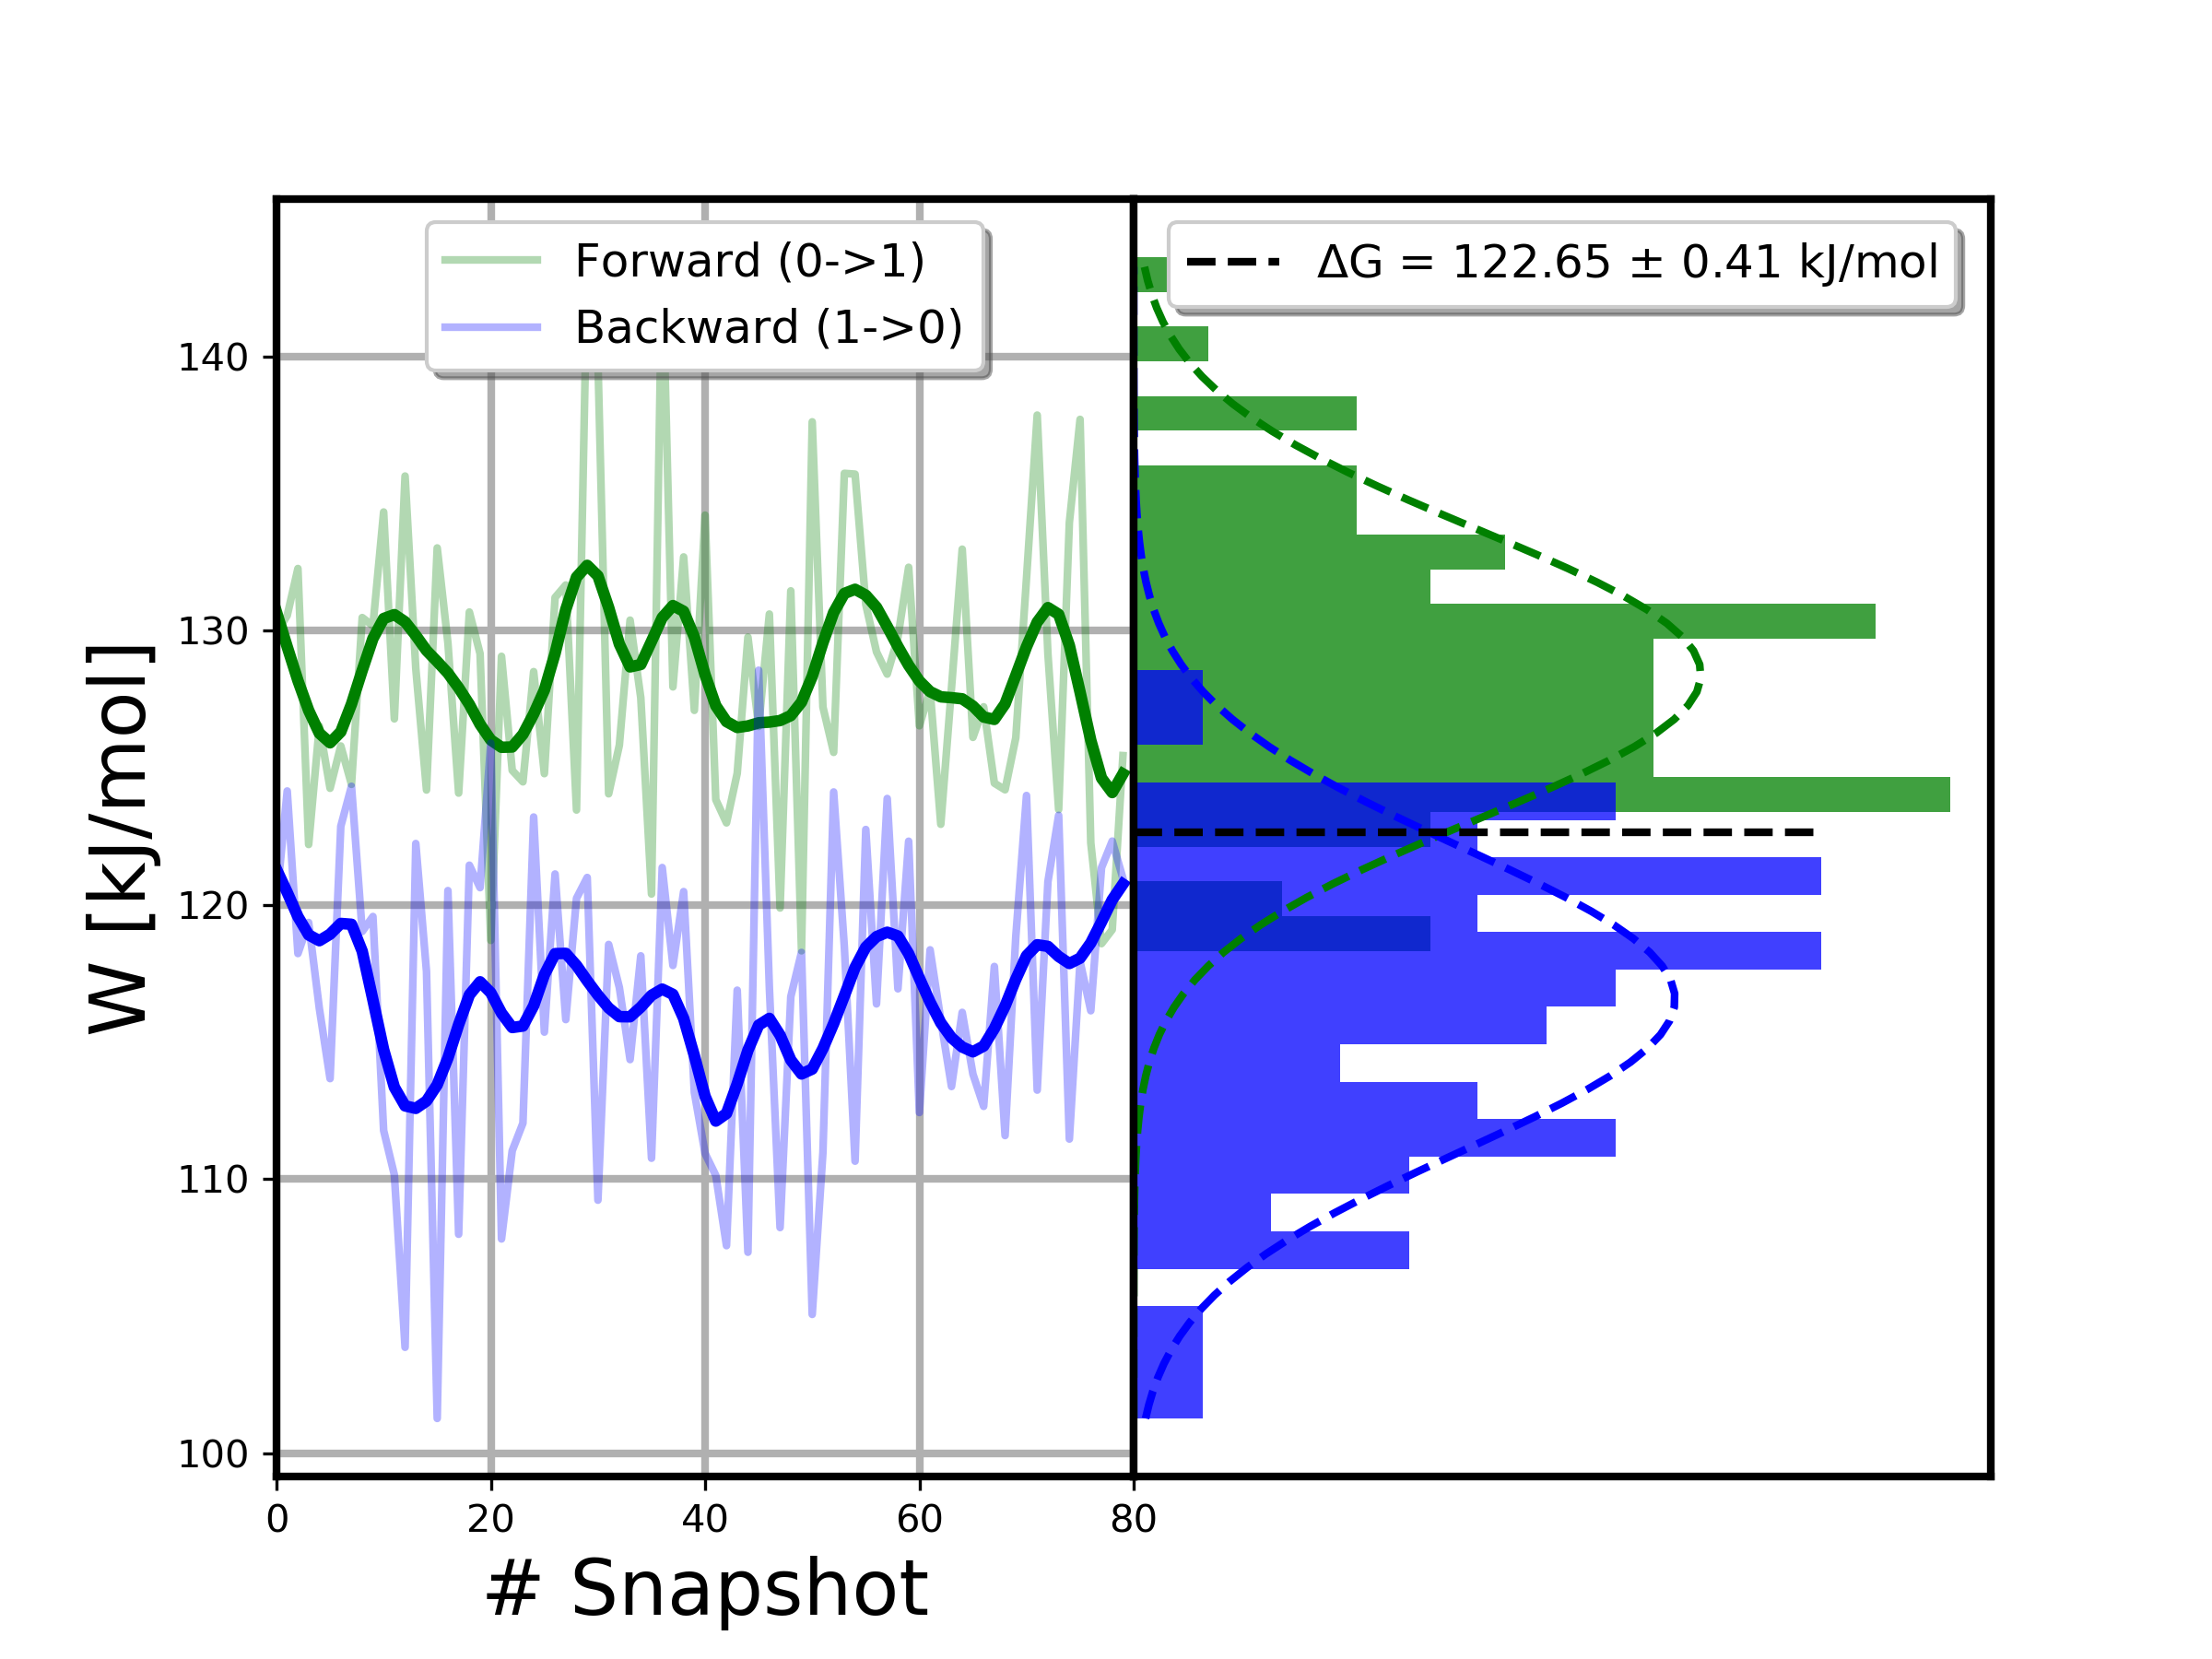 Forward (0->1)
Backward (1->0)
ΔG = 122.65 ± 0.41 kJ/mol
140
130
120
110
100
W [kJ/mol]
0 20 40 60 80
# Snapshot